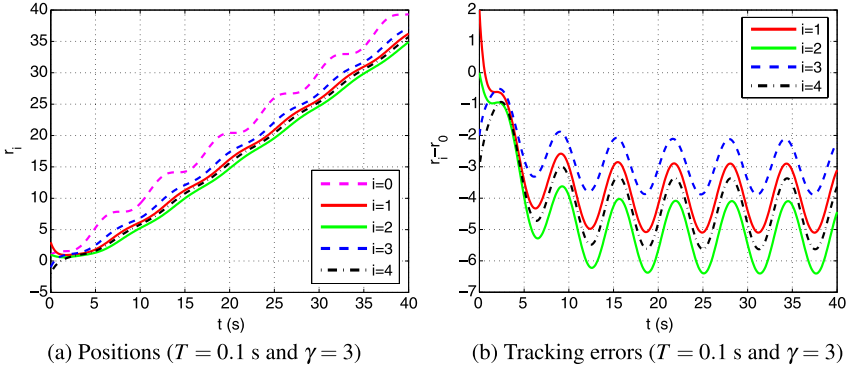 40
35
30
25
20
15
10
5
0
−5
0 5 10 15 20 25 30 35 40
r_i
t (s)
i=0
i=1
i=2
i=3
i=4
(a) Positions (T = 0.1 s and γ = 3)
2
1
0
−1
−2
−3
−4
−5
−6
−7
0 5 10 15 20 25 30 35 40
r_i−r_0
t (s)
i=1
i=2
i=3
i=4
(b) Tracking errors (T = 0.1 s and γ = 3)